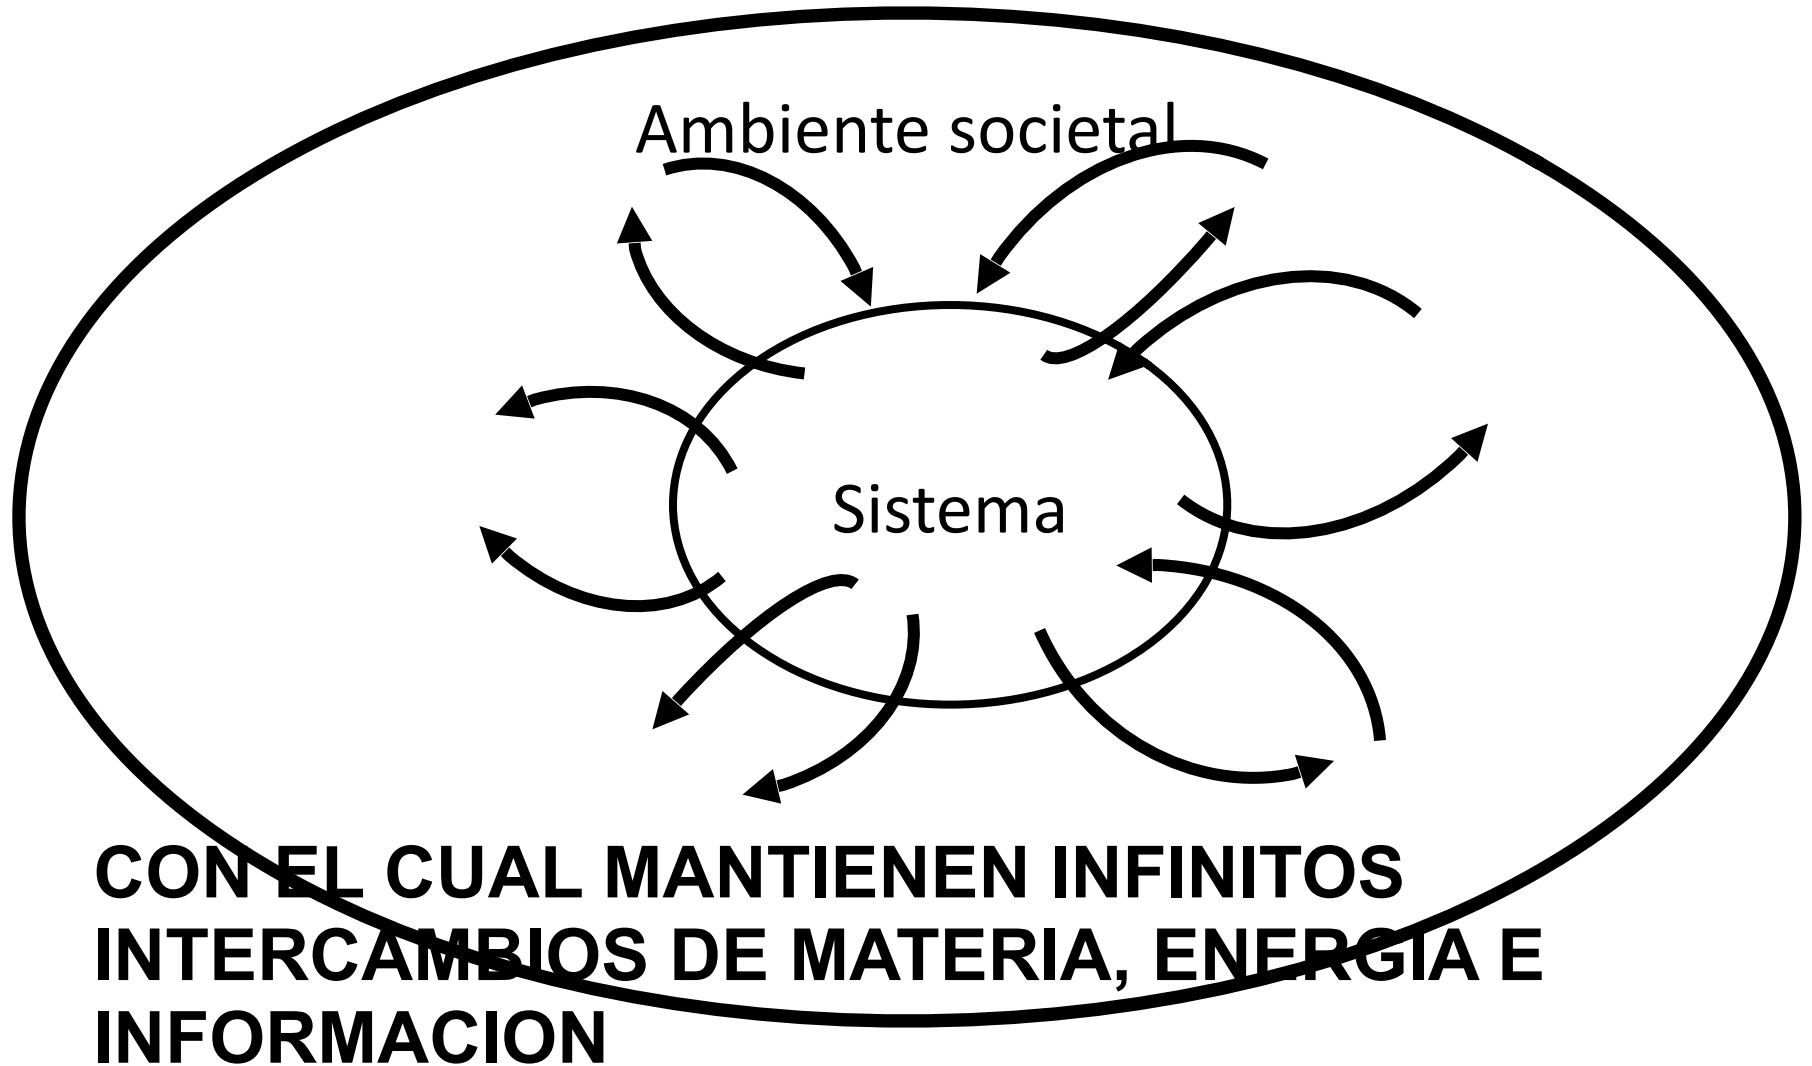 Ambiente societal
Sistema
CON EL CUAL MANTIENEN INFINITOS
INTERCAMBIOS DE MATERIA, ENERGIA E
INFORMACION